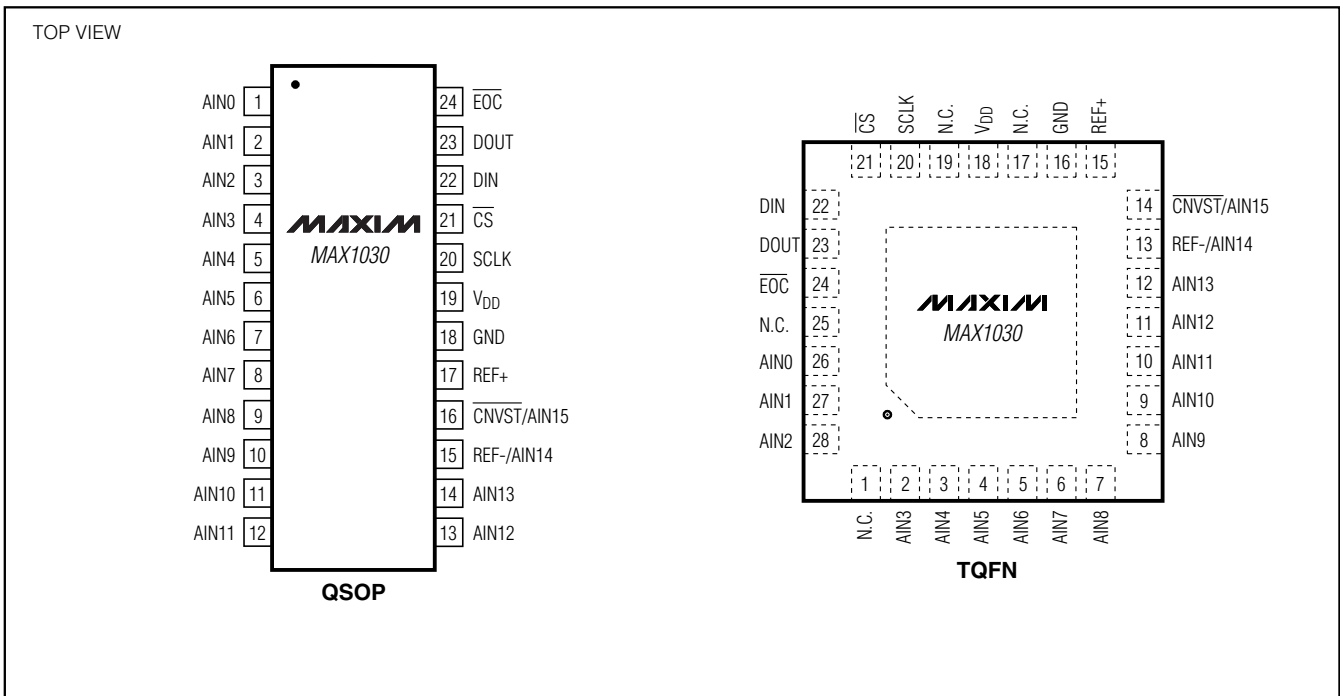 TOP VIEW
AIN0 1
AIN1 2
AIN2 3
AIN3 4
AIN4 5
AIN5 6
AIN6 7
AIN7 8
AIN8 9
AIN9 10
AIN10 11
AIN11 12
MAXIM
MAX1030
24 EOC
23 DOUT
22 DIN
21 CS
20 SCLK
19 VDD
18 GND
17 REF+
16 CNVST/AIN15
15 REF-/AIN14
14 AIN13
13 AIN12
QSOP
CS SCLK N.C. VDD N.C. GND REF+
21 20 19 18 17 16 15
DIN 22
DOUT 23
EOC 24
N.C. 25
AIN0 26
AIN1 27
AIN2 28
MAXIM
MAX1030
14 CNVST/AIN15
13 REF-/AIN14
12 AIN13
11 AIN12
10 AIN11
9 AIN10
8 AIN9
1 2 3 4 5 6 7
N.C. AIN3 AIN4 AIN5 AIN6 AIN7 AIN8
TQFN